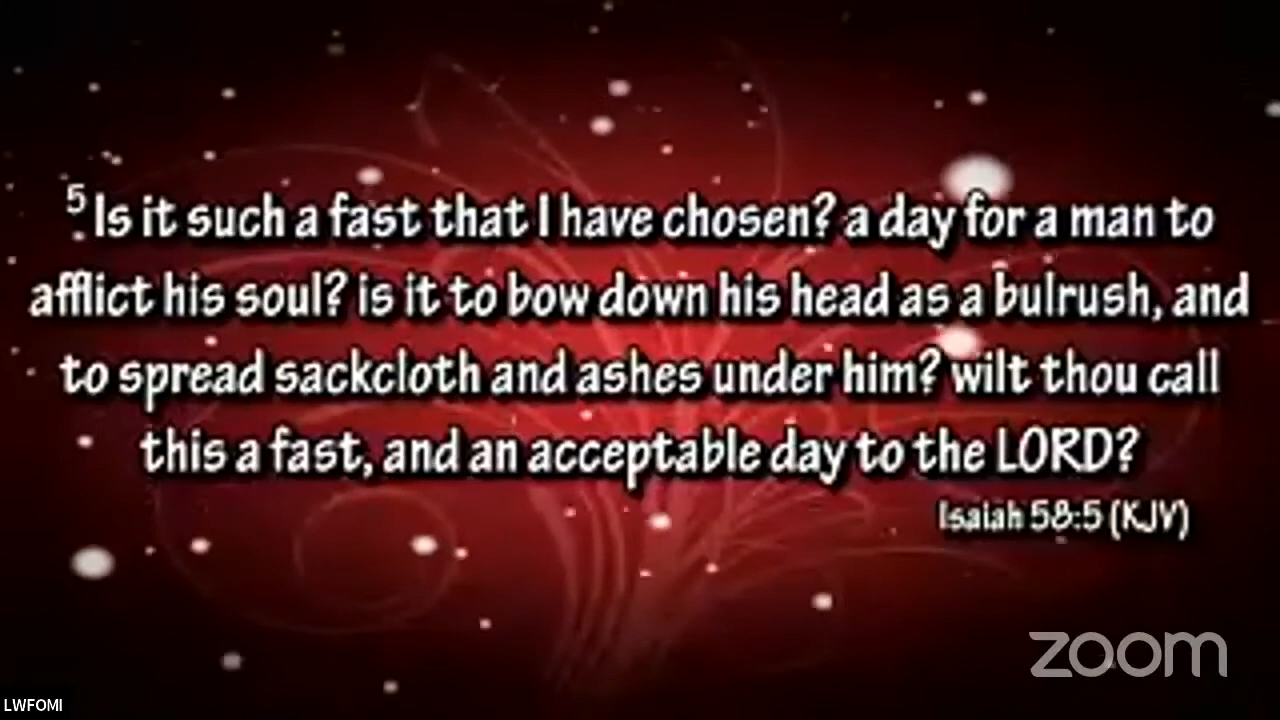 5 Is it such a fast that I have chosen? a day for a man to
afflict his soul? is it to bow down his head as a bulrush, and
to spread sackcloth and ashes under him? wilt thou call
this a fast, and an acceptable day to the LORD?
Isaiah 58:5 (KJV)
zoom
LWFOMI